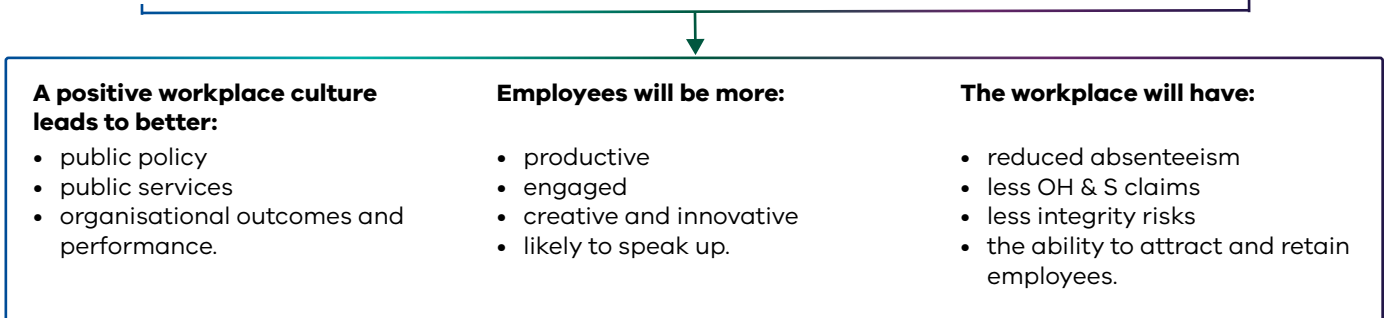 A positive workplace culture
leads to better:
• public policy
• public services
• organisational outcomes and
performance.
Employees will be more:
• productive
• engaged
• creative and innovative
• likely to speak up.
The workplace will have:
• reduced absenteeism
• less OH & S claims
• less integrity risks
• the ability to attract and retain
employees.